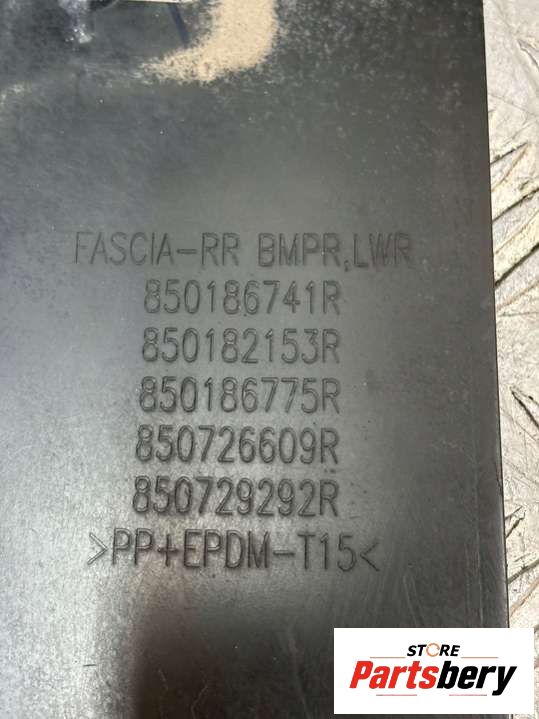 FASCIA-RR BMPR,LWR
850186741R
850182153R
850186775R
850726609R
850729292R
>PP+EPDM-T15<
STORE
Partsbery